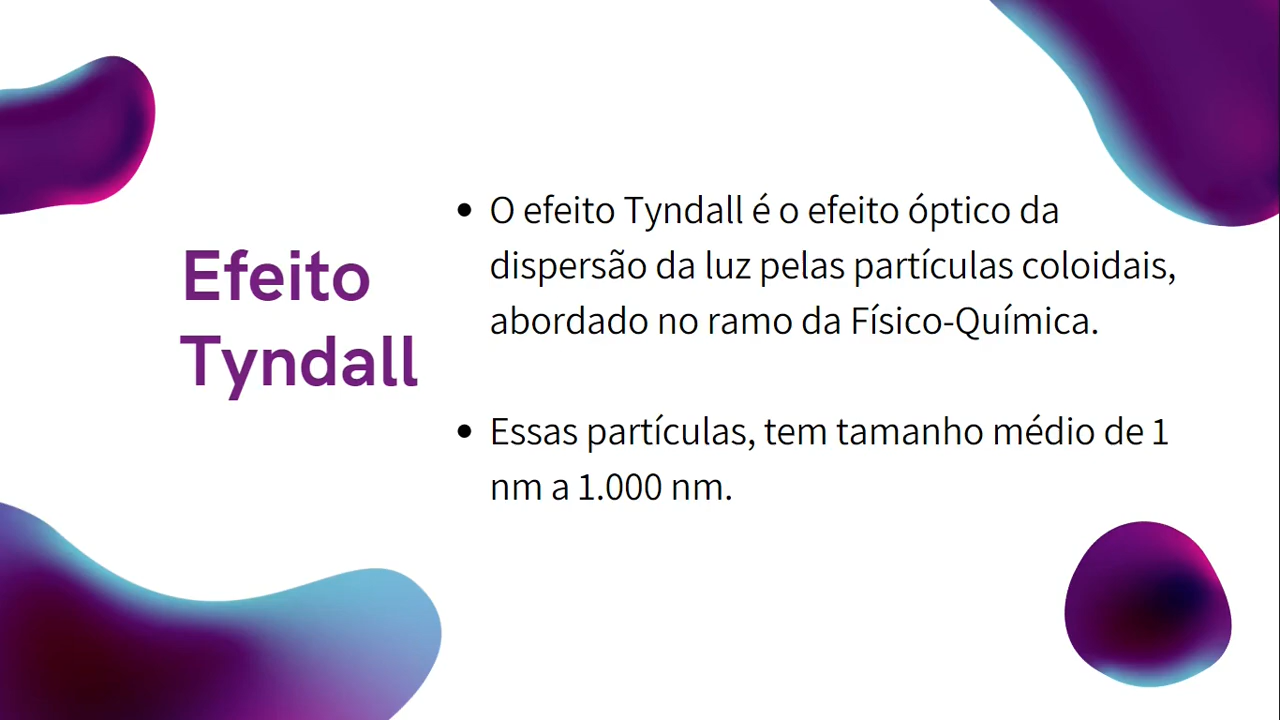 Efeito
Tyndall
• O efeito Tyndall é o efeito óptico da
dispersão da luz pelas partículas coloidais,
abordado no ramo da Físico-Química.
• Essas partículas, tem tamanho médio de 1
nm a 1.000 nm.